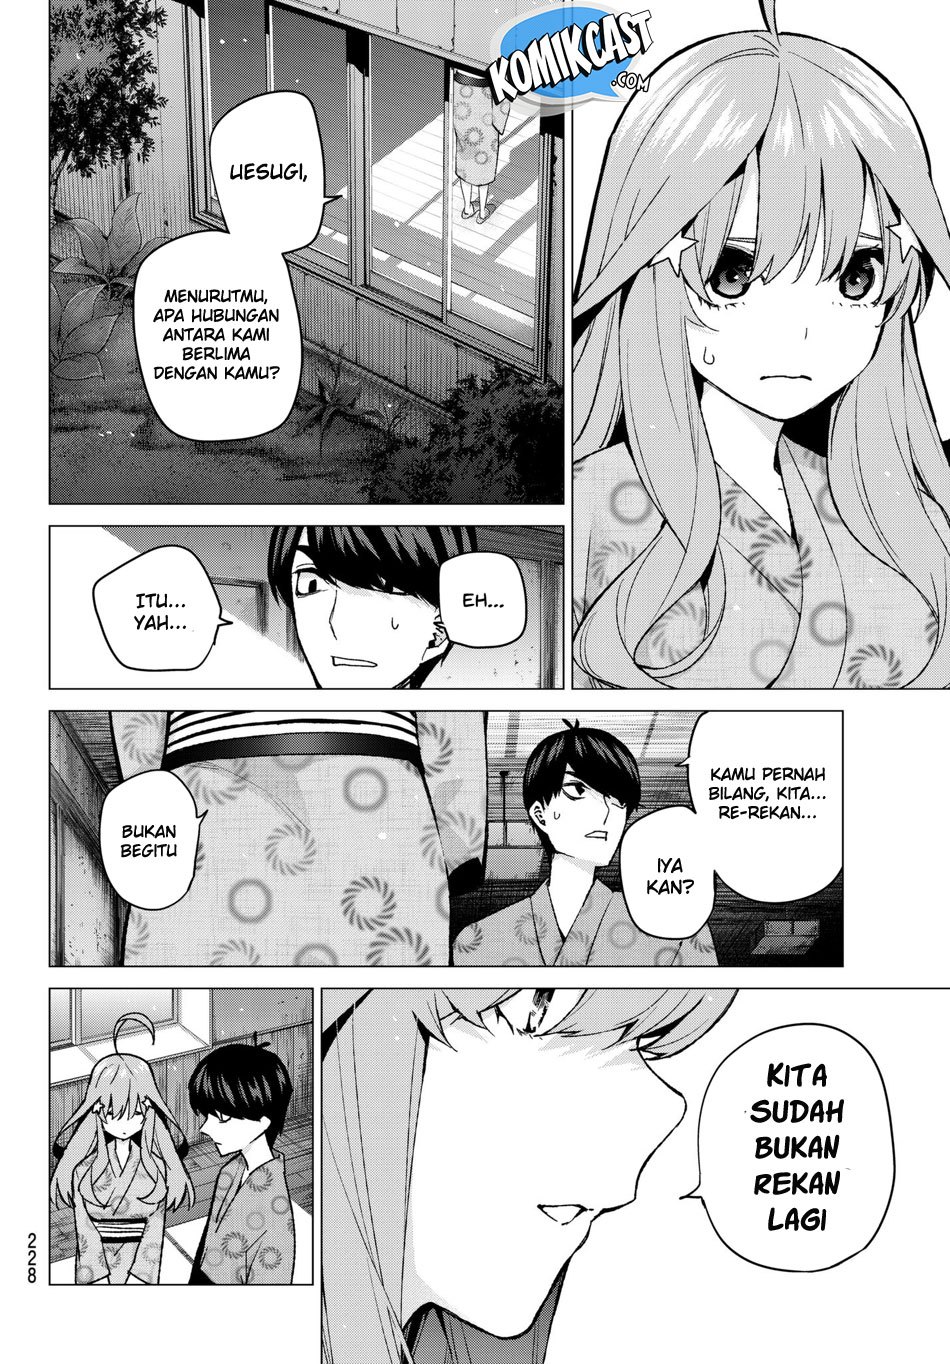 KOMIKCAST
.COM
UESUGI,
MENURUTMU,
APA HUBUNGAN
ANTARA KAMI
BERLIMA
DENGAN KAMU?
EH...
ITU...
YAH...
KAMU PERNAH
BILANG, KITA...
RE-REKAN...
IYA
KAN?
BUKAN
BEGITU
KITA
SUDAH
BUKAN
REKAN
LAGI
228